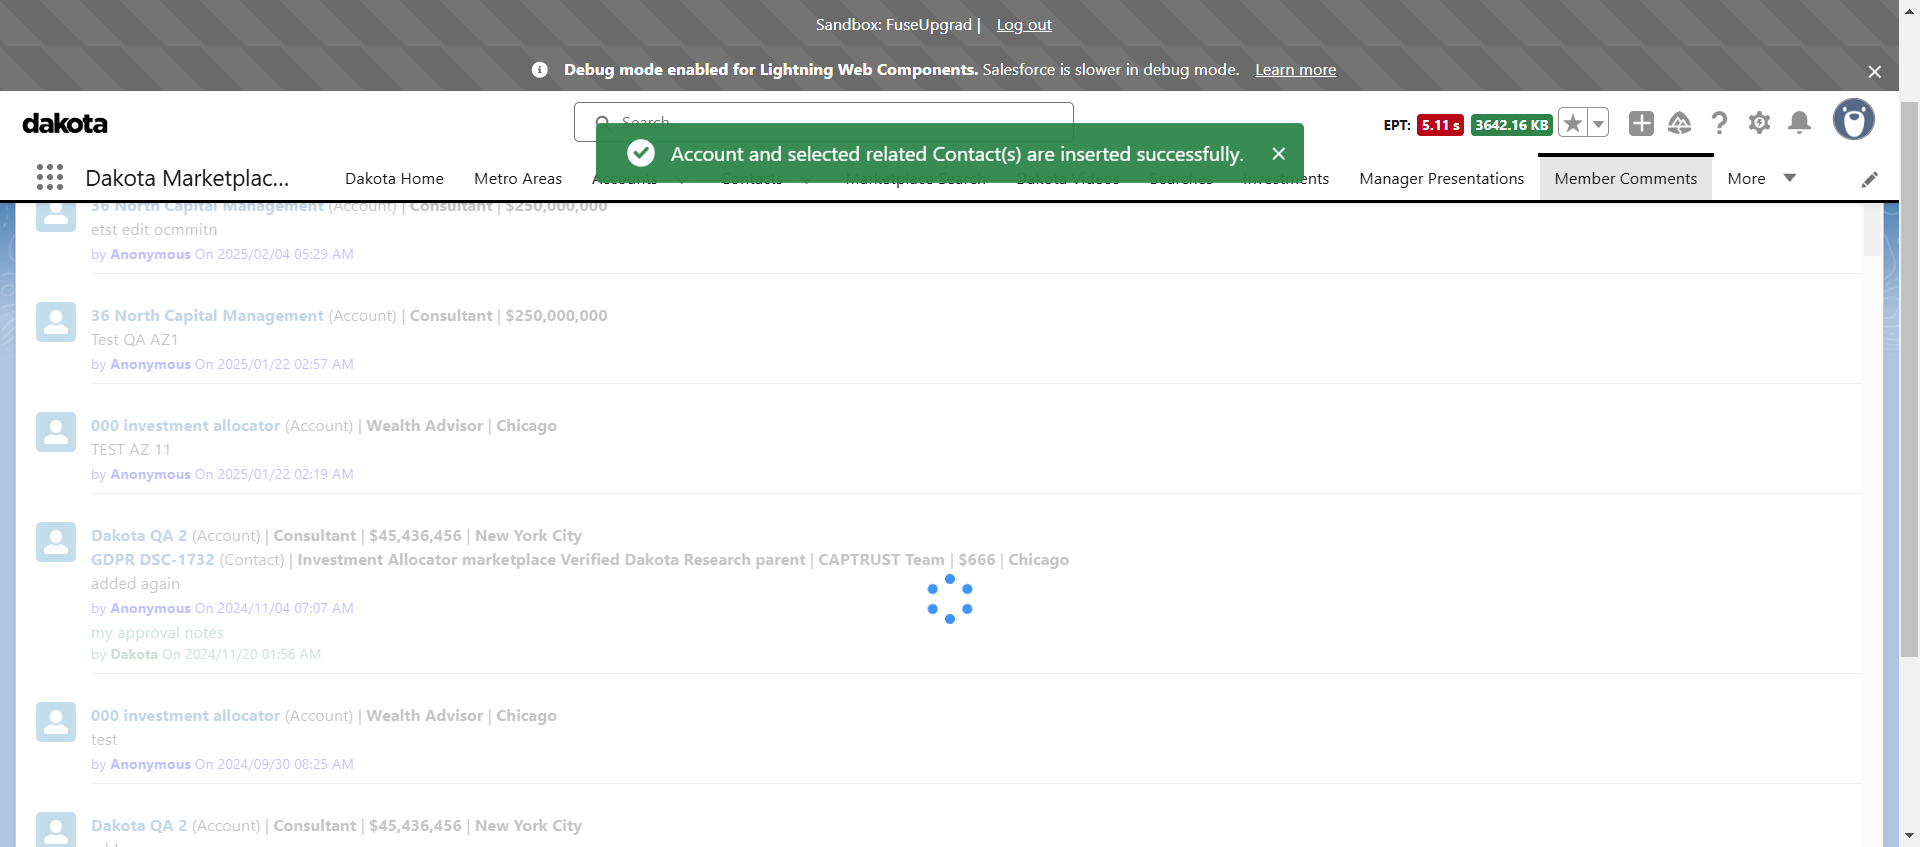 Sandbox: FuseUpgrad | Log out
Debug mode enabled for Lightning Web Components. Salesforce is slower in debug mode. Learn more
dakota
Search...
EPT: 5.11 s 3642.16 KB
Account and selected related Contact(s) are inserted successfully.
Dakota Marketplac...
Dakota Home Metro Areas Accounts Contacts Marketplace Search Dakota Videos Searches Investments Manager Presentations Member Comments More
36 North Capital Management (Account) | Consultant | $250,000,000
etst edit ocmmitn
by Anonymous On 2025/02/04 05:29 AM
36 North Capital Management (Account) | Consultant | $250,000,000
Test QA AZ1
by Anonymous On 2025/01/22 02:57 AM
000 investment allocator (Account) | Wealth Advisor | Chicago
TEST AZ 11
by Anonymous On 2025/01/22 02:19 AM
Dakota QA 2 (Account) | Consultant | $45,436,456 | New York City
GDPR DSC-1732 (Contact) | Investment Allocator marketplace Verified Dakota Research parent | CAPTRUST Team | $666 | Chicago
added again
by Anonymous On 2024/11/04 07:07 AM
my approval notes
by Dakota On 2024/11/20 01:56 AM
000 investment allocator (Account) | Wealth Advisor | Chicago
test
by Anonymous On 2024/09/30 08:25 AM
Dakota QA 2 (Account) | Consultant | $45,436,456 | New York City